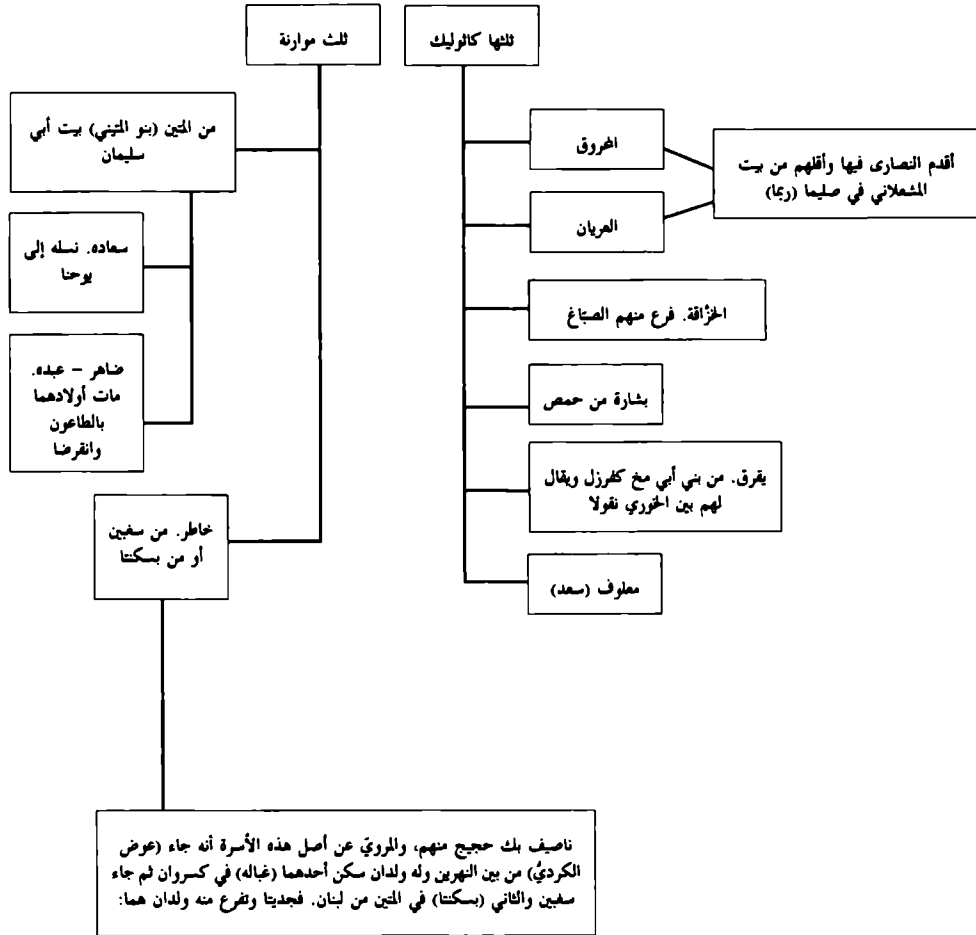 ثلثها كاثوليك
ثلث موارنة
المحروق
العريان
أقدم النصارى فيها وأقلهم من بيت
المشعلاني في صليما (ربما)
الخزاقة. فرع منهم الصبّاغ
بشارة من حمص
يقرق. من بني أبي مخ كفرزل ويقال
لهم بين الخوري نقولا
معلوف (سعد)
من المتين (بنو المتيني) بيت أبي
سليمان
سعاده. نسله إلى
يوحنا
ضاهر – عبده.
مات أولادهما
بالطاعون
وانقرضا
خاطر. من سفبين
أو من بسكنتا
ناصيف بك حجيج منهم، والمرويّ عن أصل هذه الأسرة أنه جاء (عوض
الكرديُّ) من بين النهرين وله ولدان سكن أحدهما (غباله) في كسروان ثم جاء
سفبين والثاني (بسكنتا) في المتين من لبنان. فجديتا وتفرع منه ولدان هما: